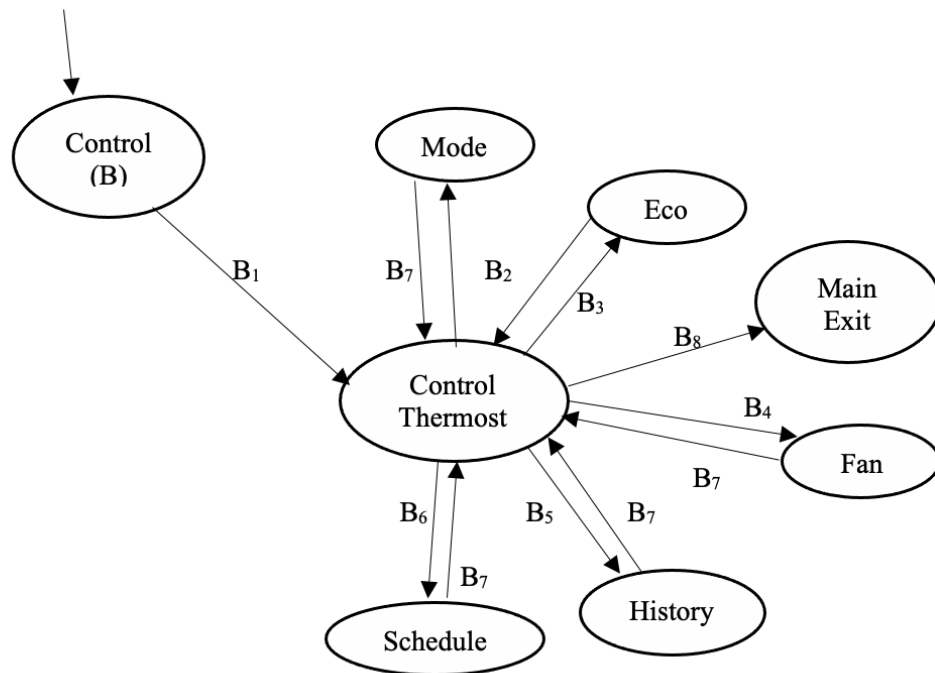 Control
(B)
Mode
Eco
B₁
B₇
B₂
B₃
Main
Exit
B₈
Control
Thermost
B₄
Fan
B₇
B₆
B₅
B₇
B₇
History
Schedule